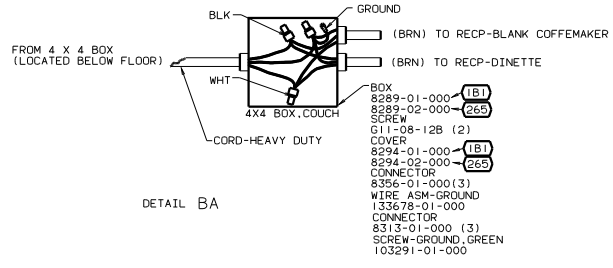 BLK
GROUND
(BRN) TO RECP-BLANK COFFEMAKER
FROM 4 X 4 BOX
(LOCATED BELOW FLOOR)
(BRN) TO RECP-DINETTE
WHT
4X4 BOX,COUCH
BOX
8289-01-000 1B1
8289-02-000 265
SCREW
G11-08-12B (2)
CORD-HEAVY DUTY
COVER
8294-01-000 1B1
8294-02-000 265
CONNECTOR
8356-01-000(3)
WIRE ASM-GROUND
133678-01-000
CONNECTOR
8313-01-000 (3)
SCREW-GROUND,GREEN
103291-01-000
DETAIL BA